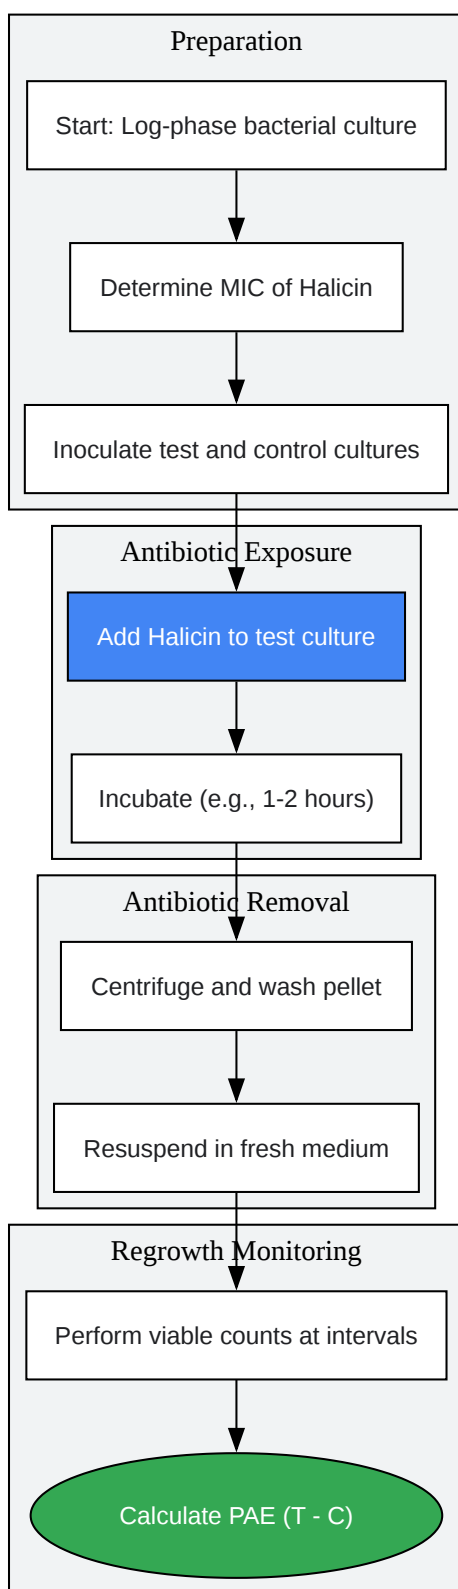 Preparation
Start: Log-phase bacterial culture
Determine MIC of Halicin
Inoculate test and control cultures
Antibiotic Exposure
Add Halicin to test culture
Incubate (e.g., 1-2 hours)
Antibiotic Removal
Centrifuge and wash pellet
Resuspend in fresh medium
Regrowth Monitoring
Perform viable counts at intervals
Calculate PAE (T - C)